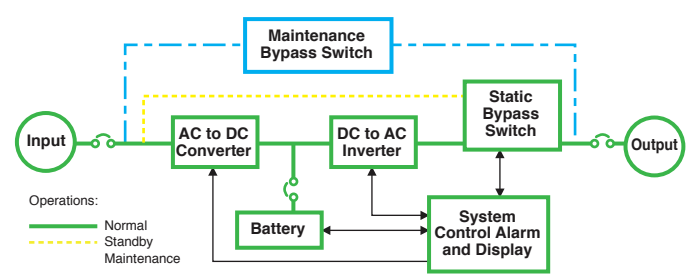 Maintenance
Bypass Switch
Static
Bypass
Switch
Input
AC to DC
Converter
DC to AC
Inverter
Output
Operations:
Normal
Standby
Maintenance
Battery
System
Control Alarm
and Display